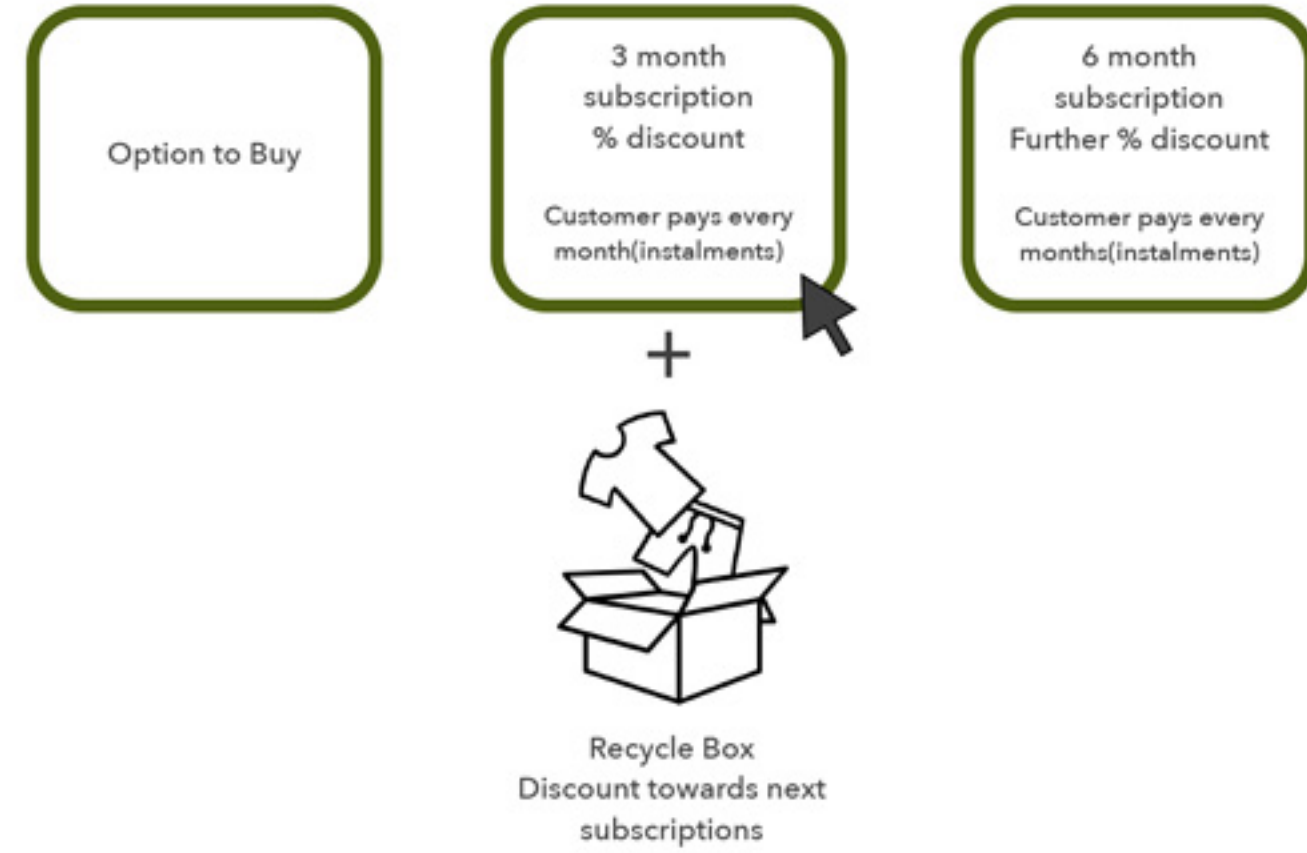 Option to Buy
3 month
subscription
% discount
Customer pays every
month(instalments)
6 month
subscription
Further % discount
Customer pays every
months(instalments)
+
Recycle Box
Discount towards next
subscriptions